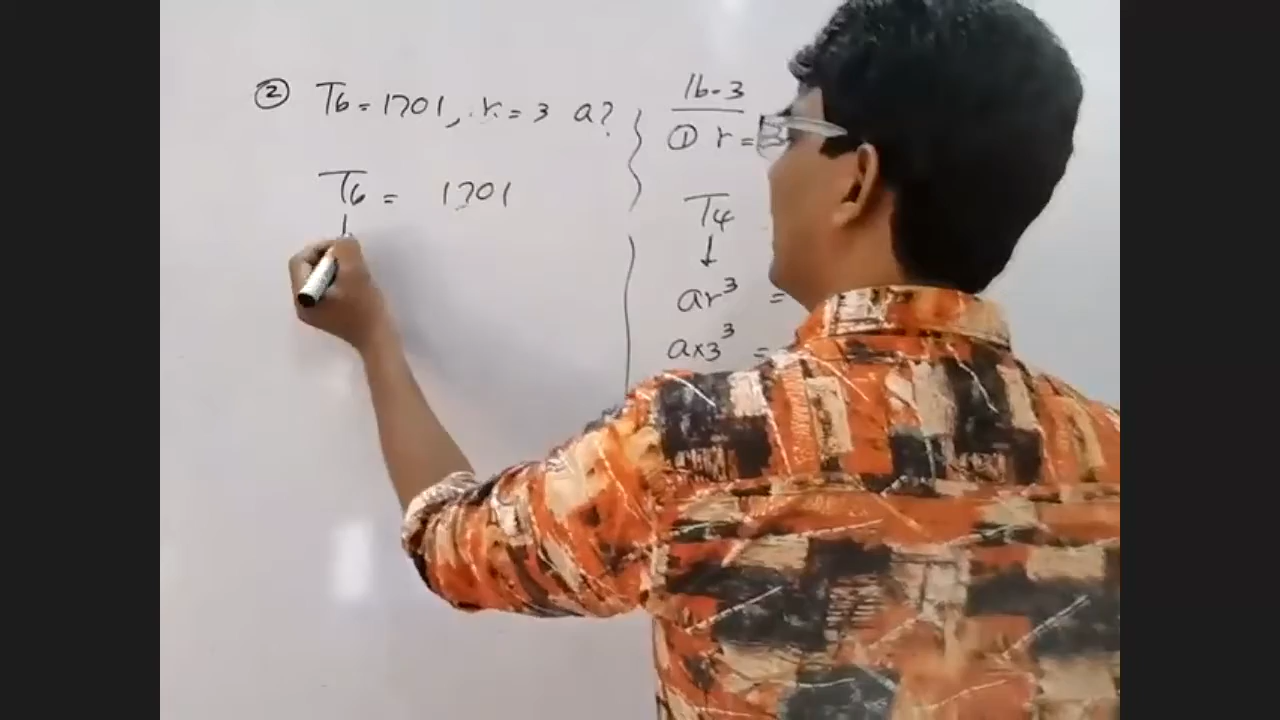 ② T6 = 1701, r = 3 a?
T6 = 1701
16-3
① r =
T4
↓
ar³ =
a×3³ =